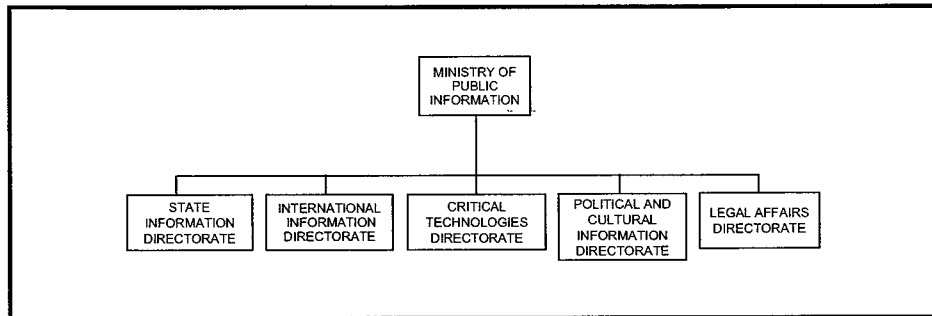 MINISTRY OF
PUBLIC
INFORMATION
STATE
INFORMATION
DIRECTORATE
INTERNATIONAL
INFORMATION
DIRECTORATE
CRITICAL
TECHNOLOGIES
DIRECTORATE
POLITICAL AND
CULTURAL
INFORMATION
DIRECTORATE
LEGAL AFFAIRS
DIRECTORATE